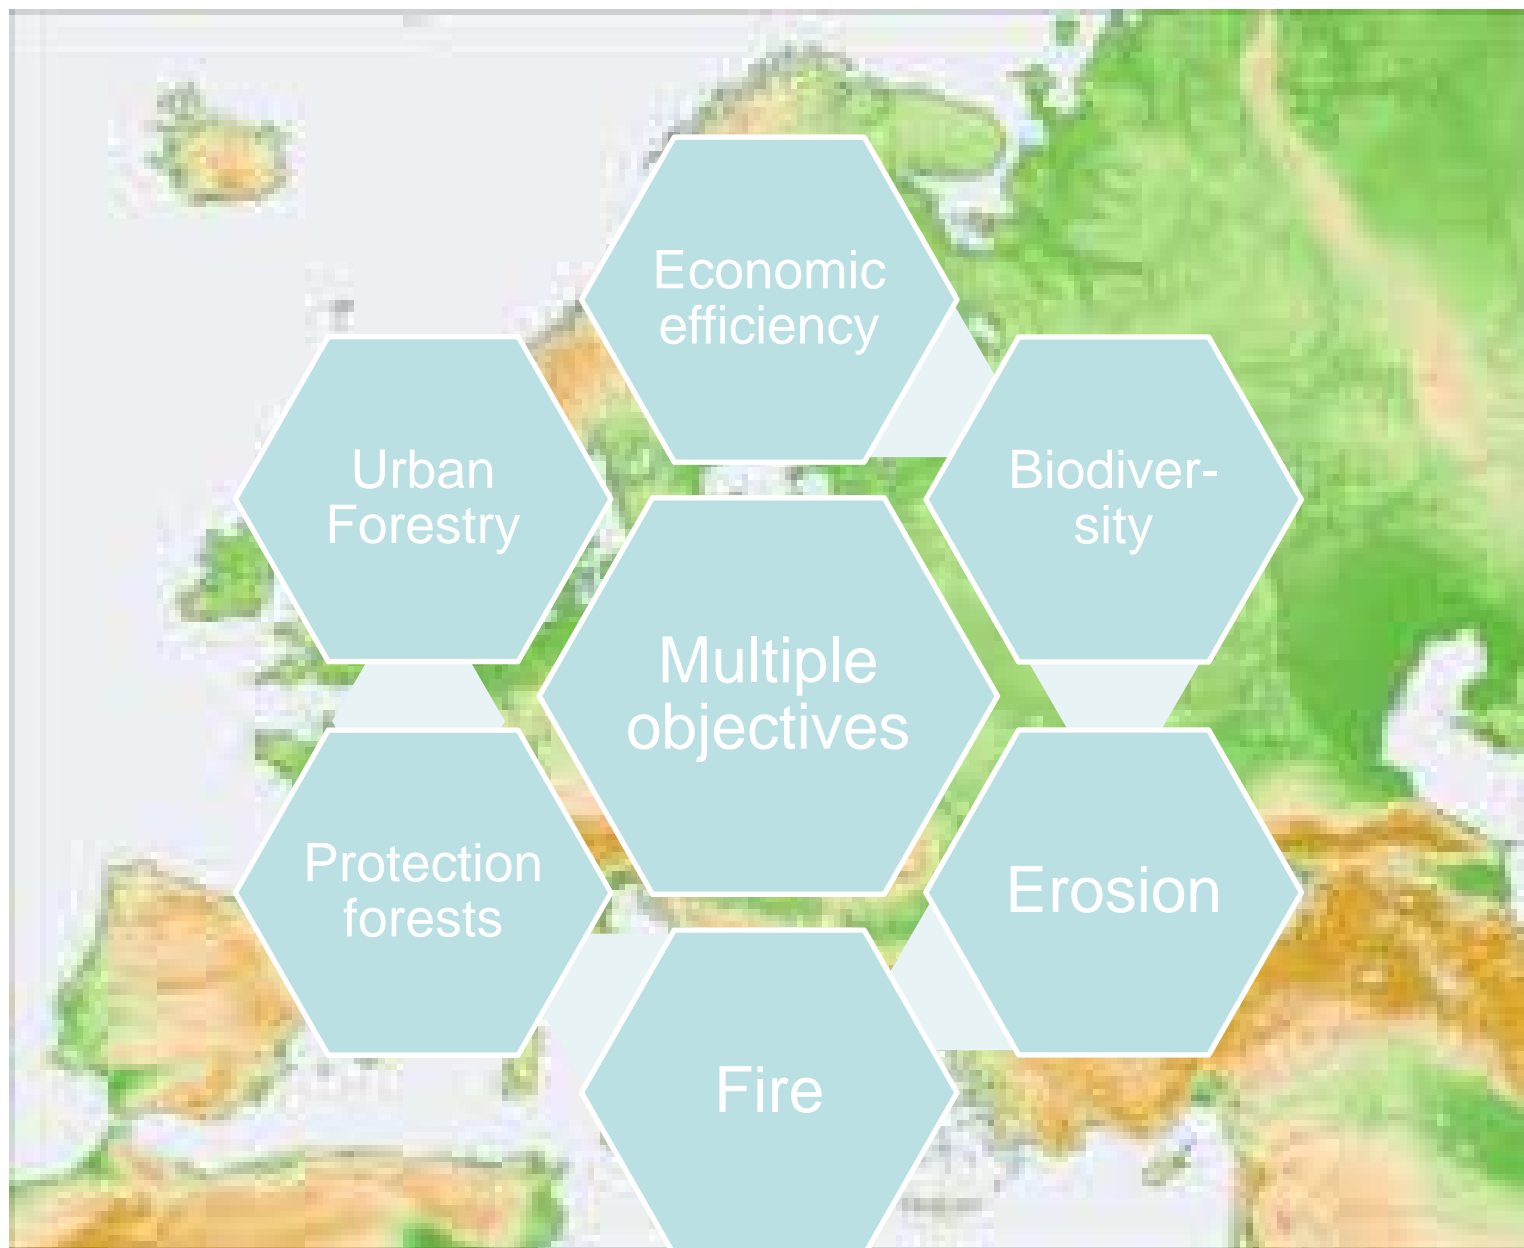 Economic
efficiency
Urban
Forestry
Biodiver-
sity
Multiple
objectives
Protection
forests
Erosion
Fire